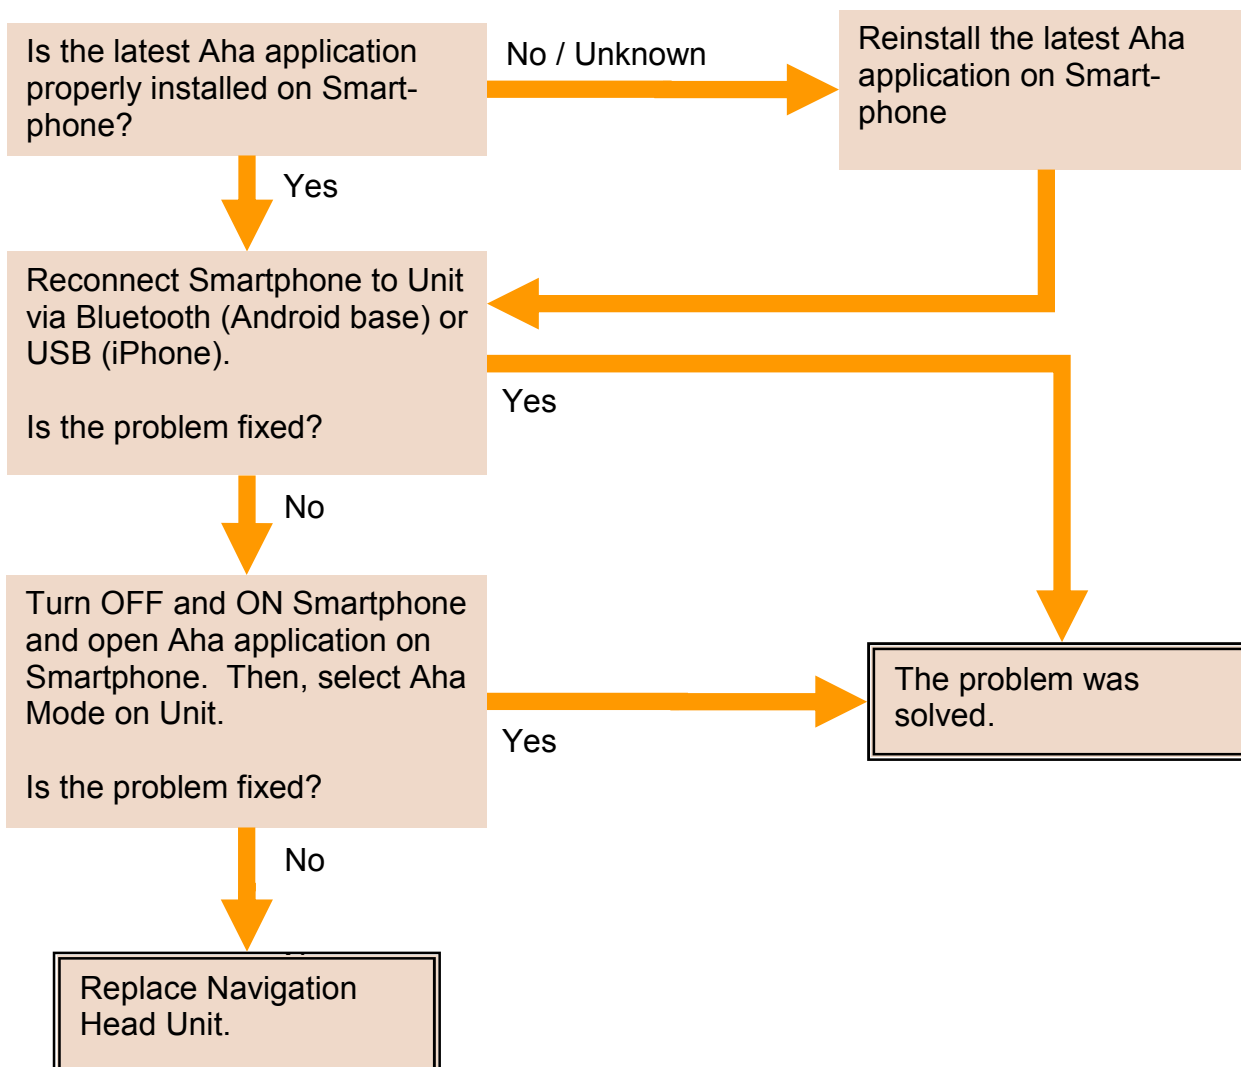 Is the latest Aha application
properly installed on Smart-
phone?
No / Unknown
Reinstall the latest Aha
application on Smart-
phone
Yes
Reconnect Smartphone to Unit
via Bluetooth (Android base) or
USB (iPhone).
Is the problem fixed?
Yes
No
Turn OFF and ON Smartphone
and open Aha application on
Smartphone.  Then, select Aha
Mode on Unit.
Is the problem fixed?
Yes
The problem was
solved.
No
Replace Navigation
Head Unit.